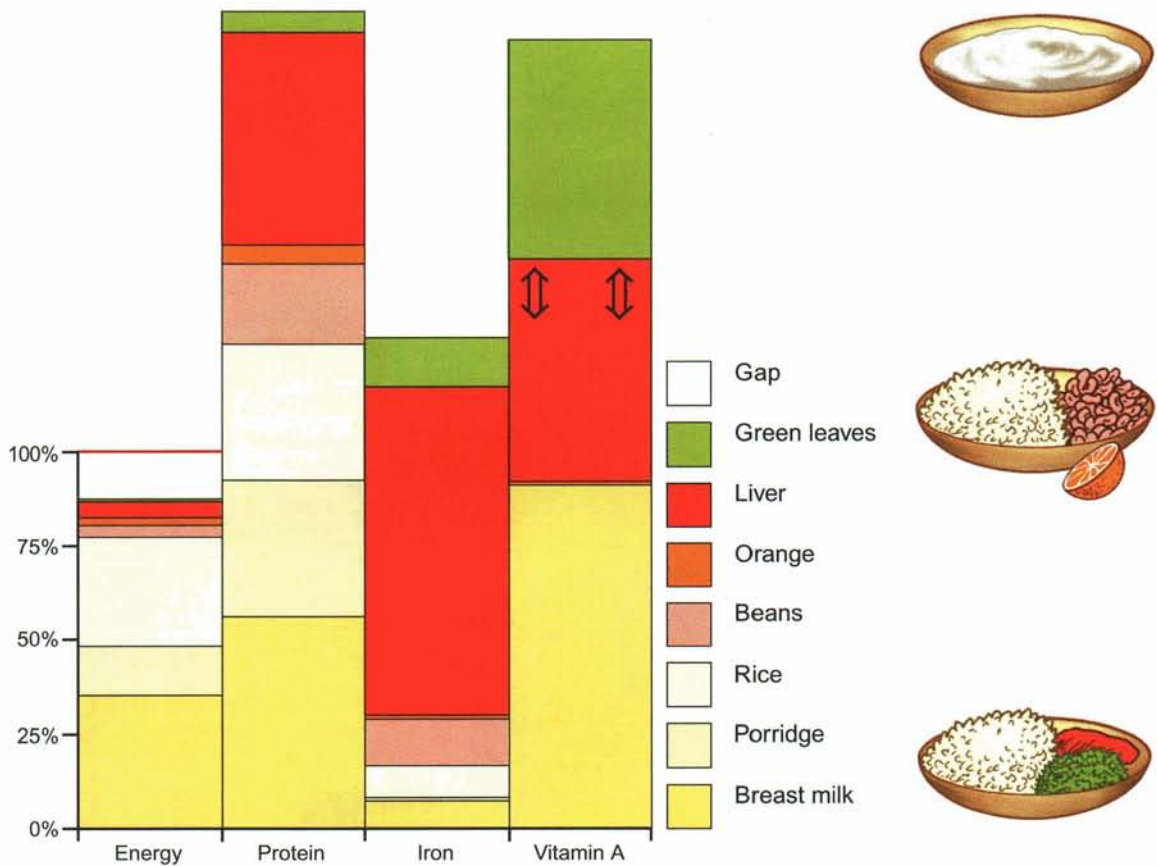 100%
75%
50%
25%
0%
Energy
Protein
Iron
Vitamin A
Gap
Green leaves
Liver
Orange
Beans
Rice
Porridge
Breast milk